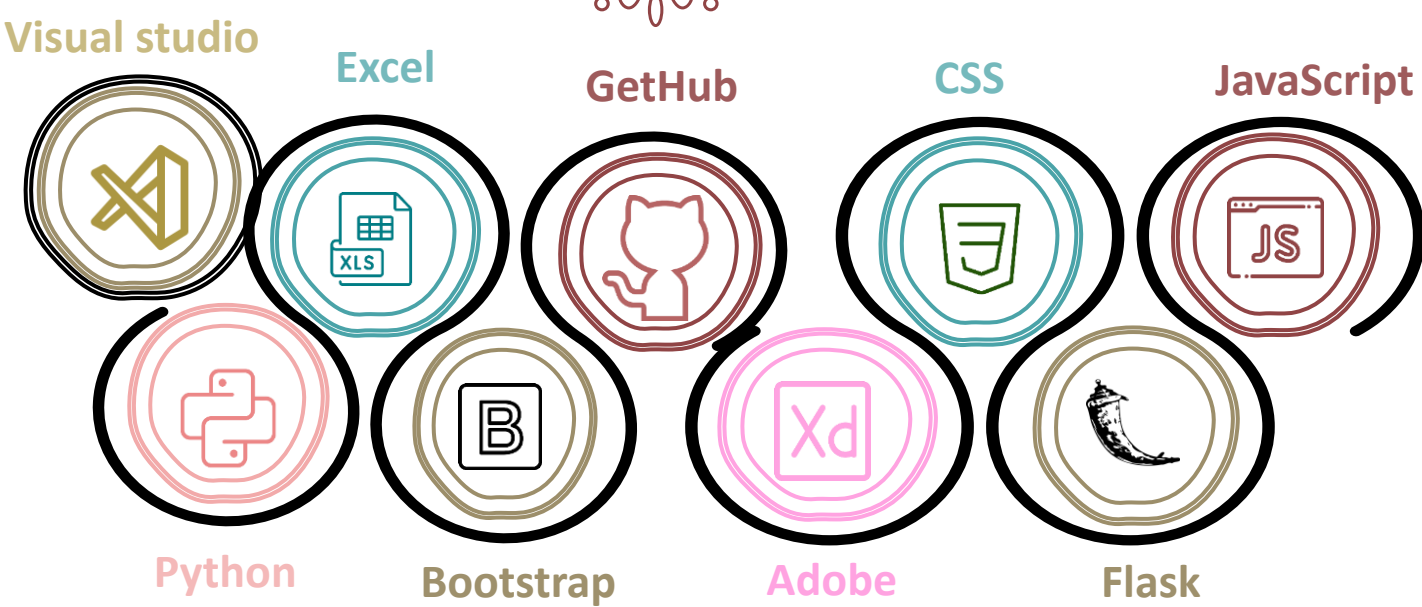 Visual studio
Excel
GetHub
CSS
JavaScript
XLS
JS
B
Xd
Python
Bootstrap
Adobe
Flask